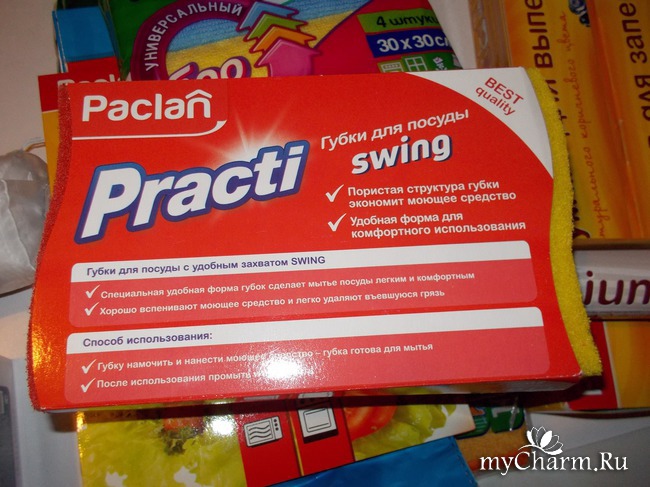 УНИВЕРСАЛЬНЫЙ
4 штуки
30 x 30
Paclan
BEST
quality
Practi
Губки для посуды
swing
✓ Пористая структура губки
экономит моющее средство
✓ Удобная форма для
комфортного использования
Губки для посуды с удобным захватом SWING
✓ Специальная удобная форма губок сделает мытье посуды легким и комфортным
✓ Хорошо вспенивают моющее средство и легко удаляют въевшуюся грязь
Способ использования:
✓ Губку намочить и нанести моющее средство – губка готова для мытья
✓ После использования промыть
для запе
myCharm.Ru